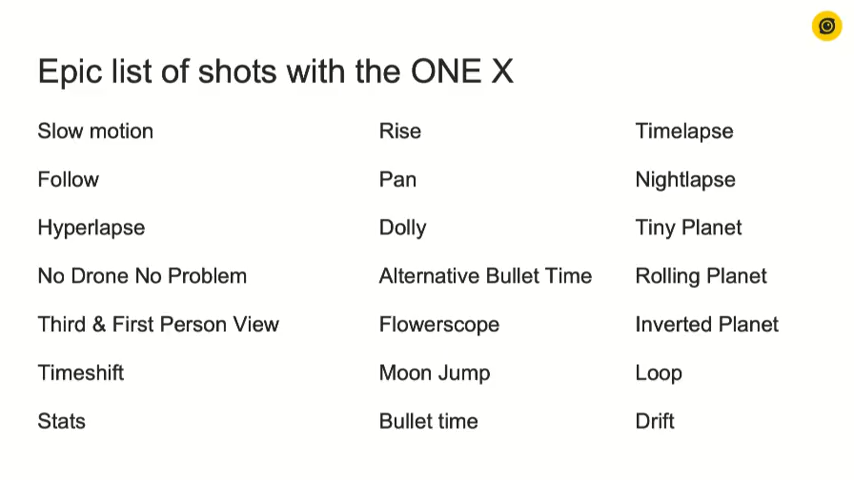 Epic list of shots with the ONE X
Slow motion
Follow
Hyperlapse
No Drone No Problem
Third & First Person View
Timeshift
Stats
Rise
Pan
Dolly
Alternative Bullet Time
Flowerscope
Moon Jump
Bullet time
Timelapse
Nightlapse
Tiny Planet
Rolling Planet
Inverted Planet
Loop
Drift